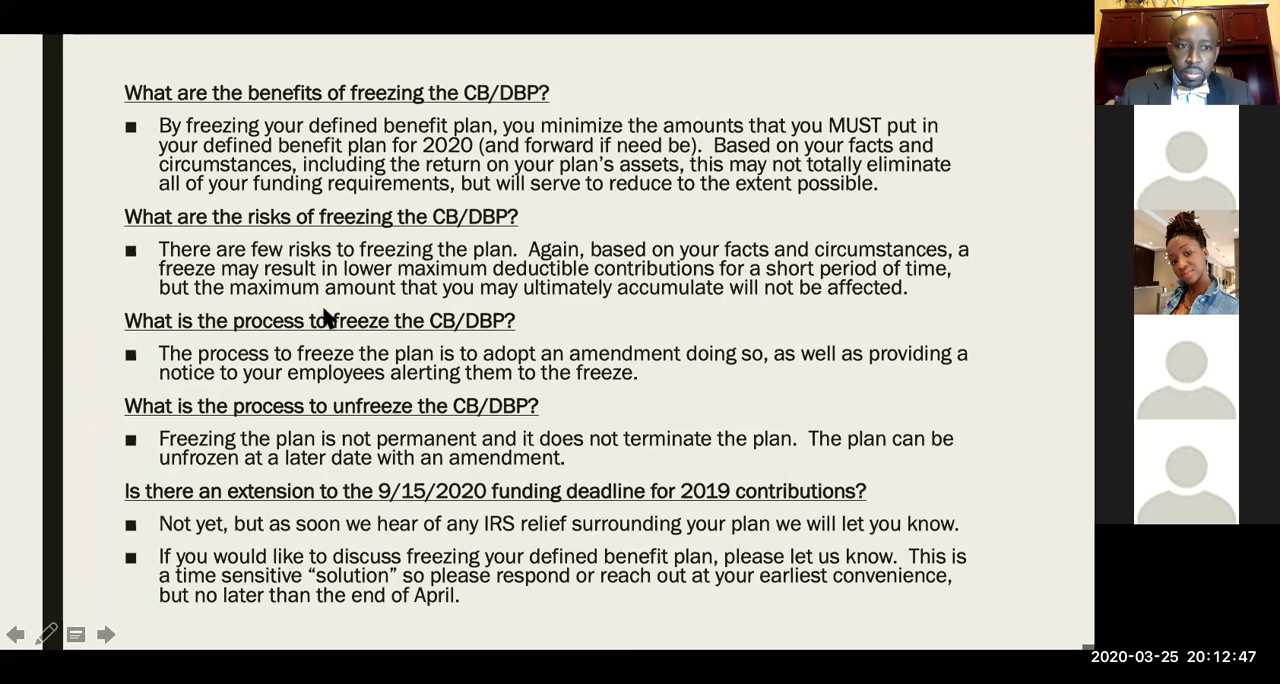 What are the benefits of freezing the CB/DBP?
■ By freezing your defined benefit plan, you minimize the amounts that you MUST put in
your defined benefit plan for 2020 (and forward if need be). Based on your facts and
circumstances, including the return on your plan's assets, this may not totally eliminate
all of your funding requirements, but will serve to reduce to the extent possible.
What are the risks of freezing the CB/DBP?
■ There are few risks to freezing the plan. Again, based on your facts and circumstances, a
freeze may result in lower maximum deductible contributions for a short period of time,
but the maximum amount that you may ultimately accumulate will not be affected.
What is the process to freeze the CB/DBP?
■ The process to freeze the plan is to adopt an amendment doing so, as well as providing a
notice to your employees alerting them to the freeze.
What is the process to unfreeze the CB/DBP?
■ Freezing the plan is not permanent and it does not terminate the plan. The plan can be
unfrozen at a later date with an amendment.
Is there an extension to the 9/15/2020 funding deadline for 2019 contributions?
■ Not yet, but as soon we hear of any IRS relief surrounding your plan we will let you know.
■ If you would like to discuss freezing your defined benefit plan, please let us know. This is
a time sensitive “solution” so please respond or reach out at your earliest convenience,
but no later than the end of April.
2020-03-25 20:12:47